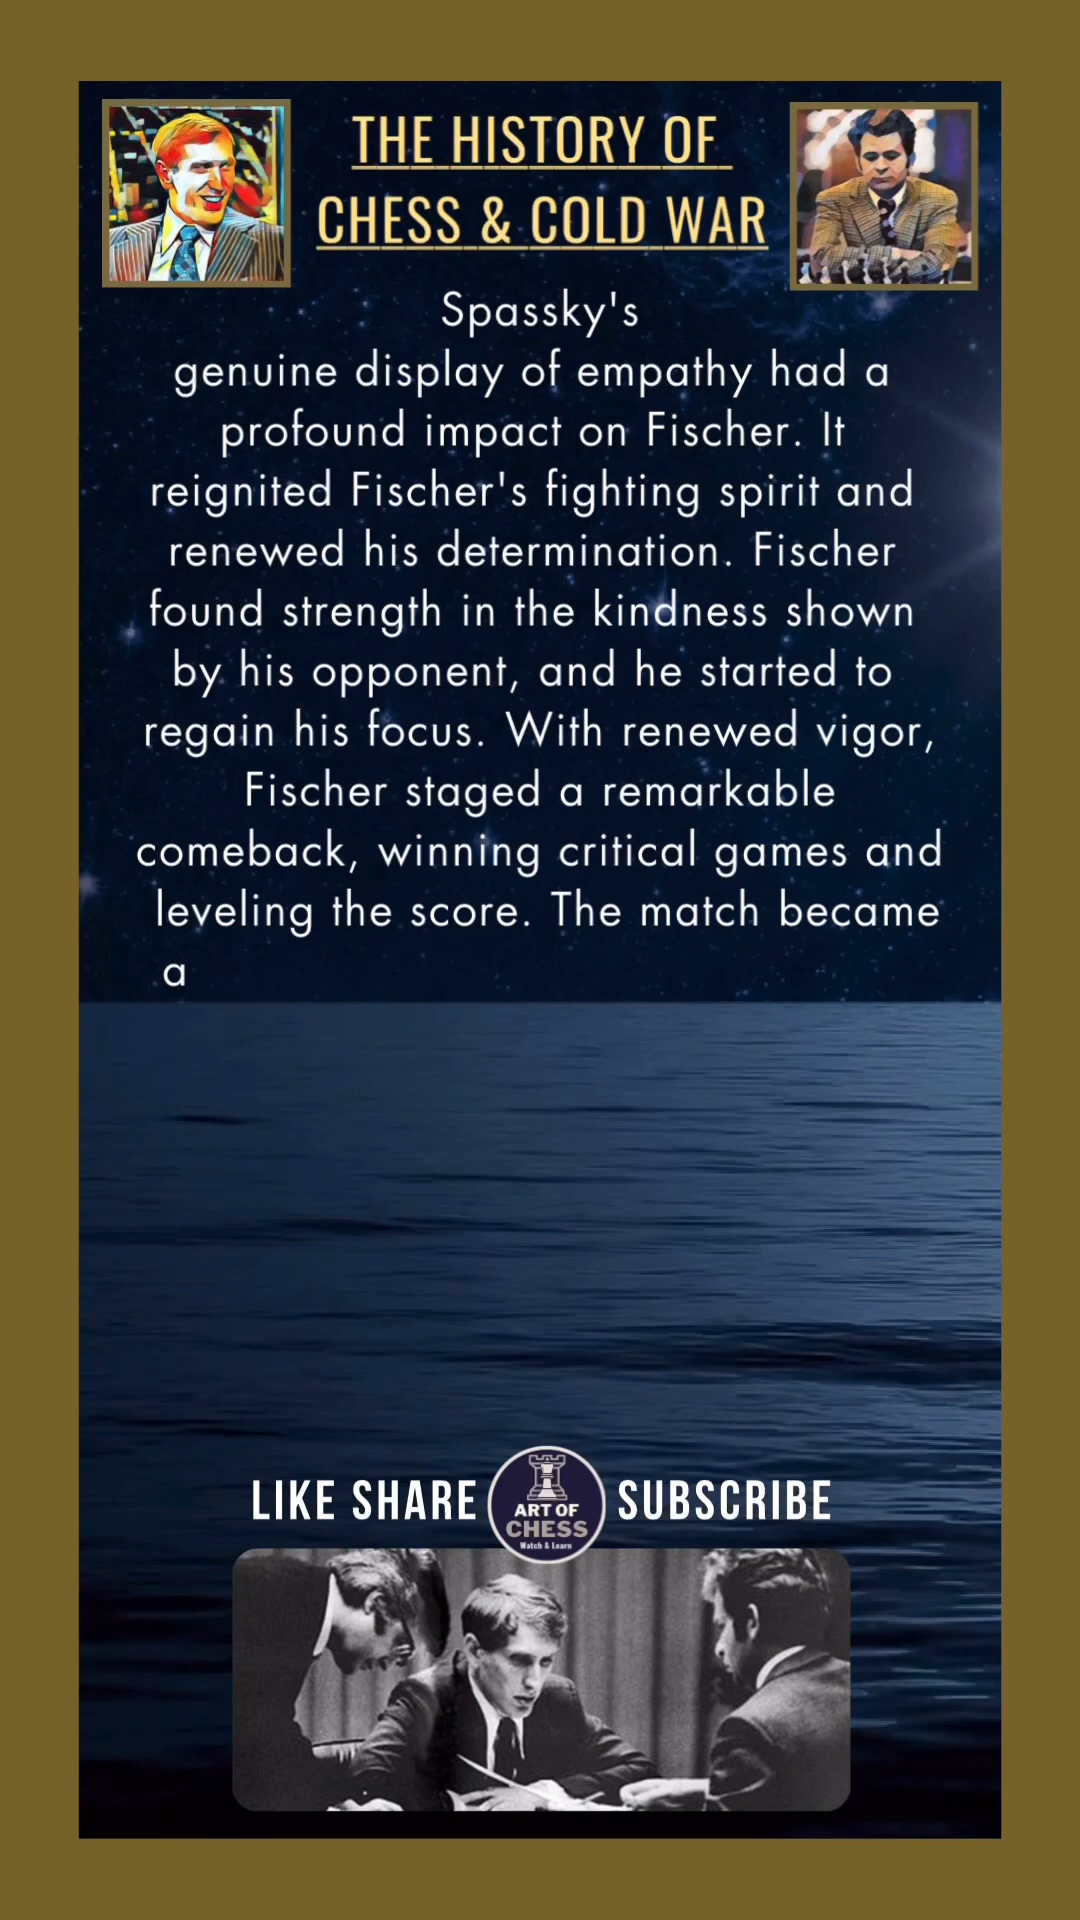 THE HISTORY OF
CHESS & COLD WAR
Spassky's
genuine display of empathy had a
profound impact on Fischer. It
reignited Fischer's fighting spirit and
renewed his determination. Fischer
found strength in the kindness shown
by his opponent, and he started to
regain his focus. With renewed vigor,
Fischer staged a remarkable
comeback, winning critical games and
leveling the score. The match became
a
LIKE SHARE
ART OF
CHESS
Watch & Learn
SUBSCRIBE